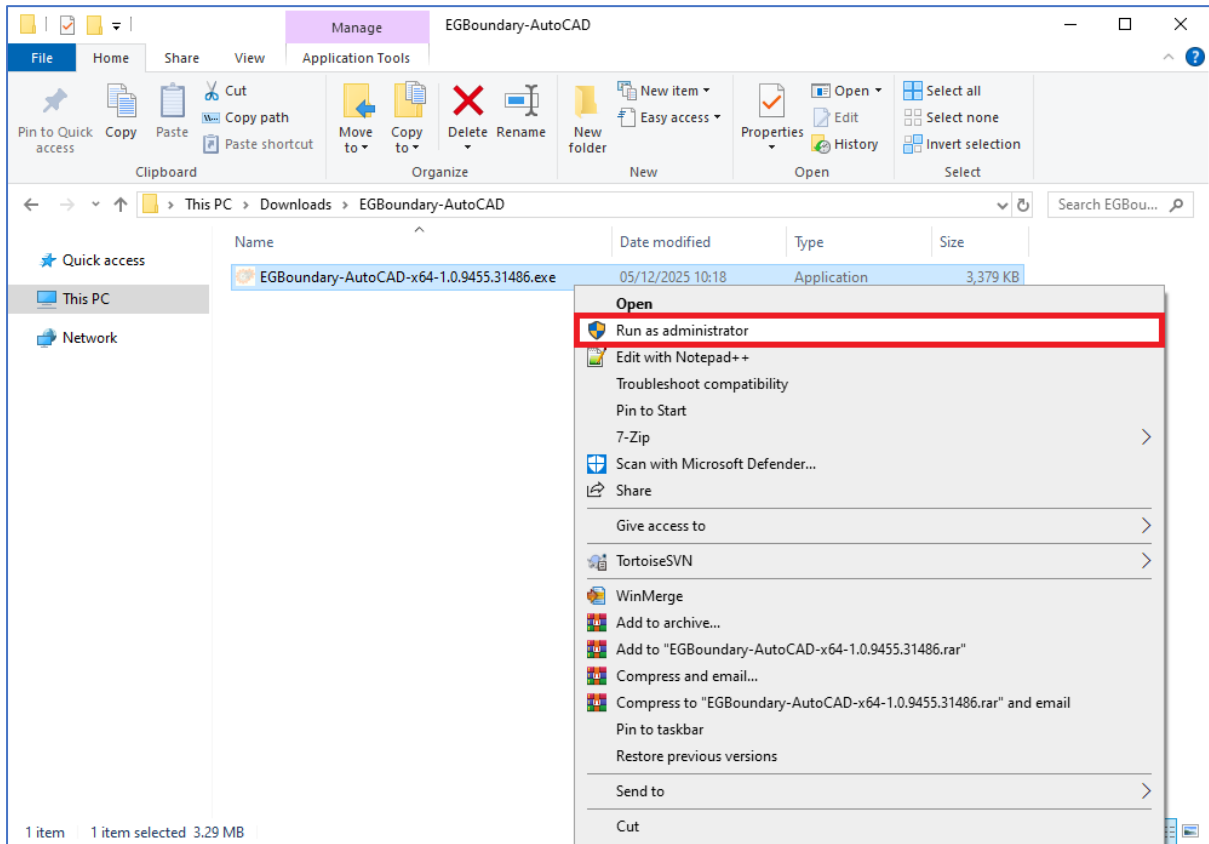 Manage
EGBoundary-AutoCAD
File
Home
Share
View
Application Tools
?
Pin to Quick access
Copy
Paste
Cut
Copy path
Paste shortcut
Clipboard
Move to
Copy to
Delete
Rename
Organize
New folder
New item
Easy access
New
Properties
Open
Edit
History
Open
Select all
Select none
Invert selection
Select
This PC > Downloads > EGBoundary-AutoCAD
Search EGBou...
Name
Date modified
Type
Size
Quick access
This PC
Network
EGBoundary-AutoCAD-x64-1.0.9455.31486.exe
05/12/2025 10:18
Application
3,379 KB
Open
Run as administrator
Edit with Notepad++
Troubleshoot compatibility
Pin to Start
7-Zip
Scan with Microsoft Defender...
Share
Give access to
TortoiseSVN
WinMerge
Add to archive...
Add to "EGBoundary-AutoCAD-x64-1.0.9455.31486.rar"
Compress and email...
Compress to "EGBoundary-AutoCAD-x64-1.0.9455.31486.rar" and email
Pin to taskbar
Restore previous versions
Send to
Cut
1 item
1 item selected 3.29 MB